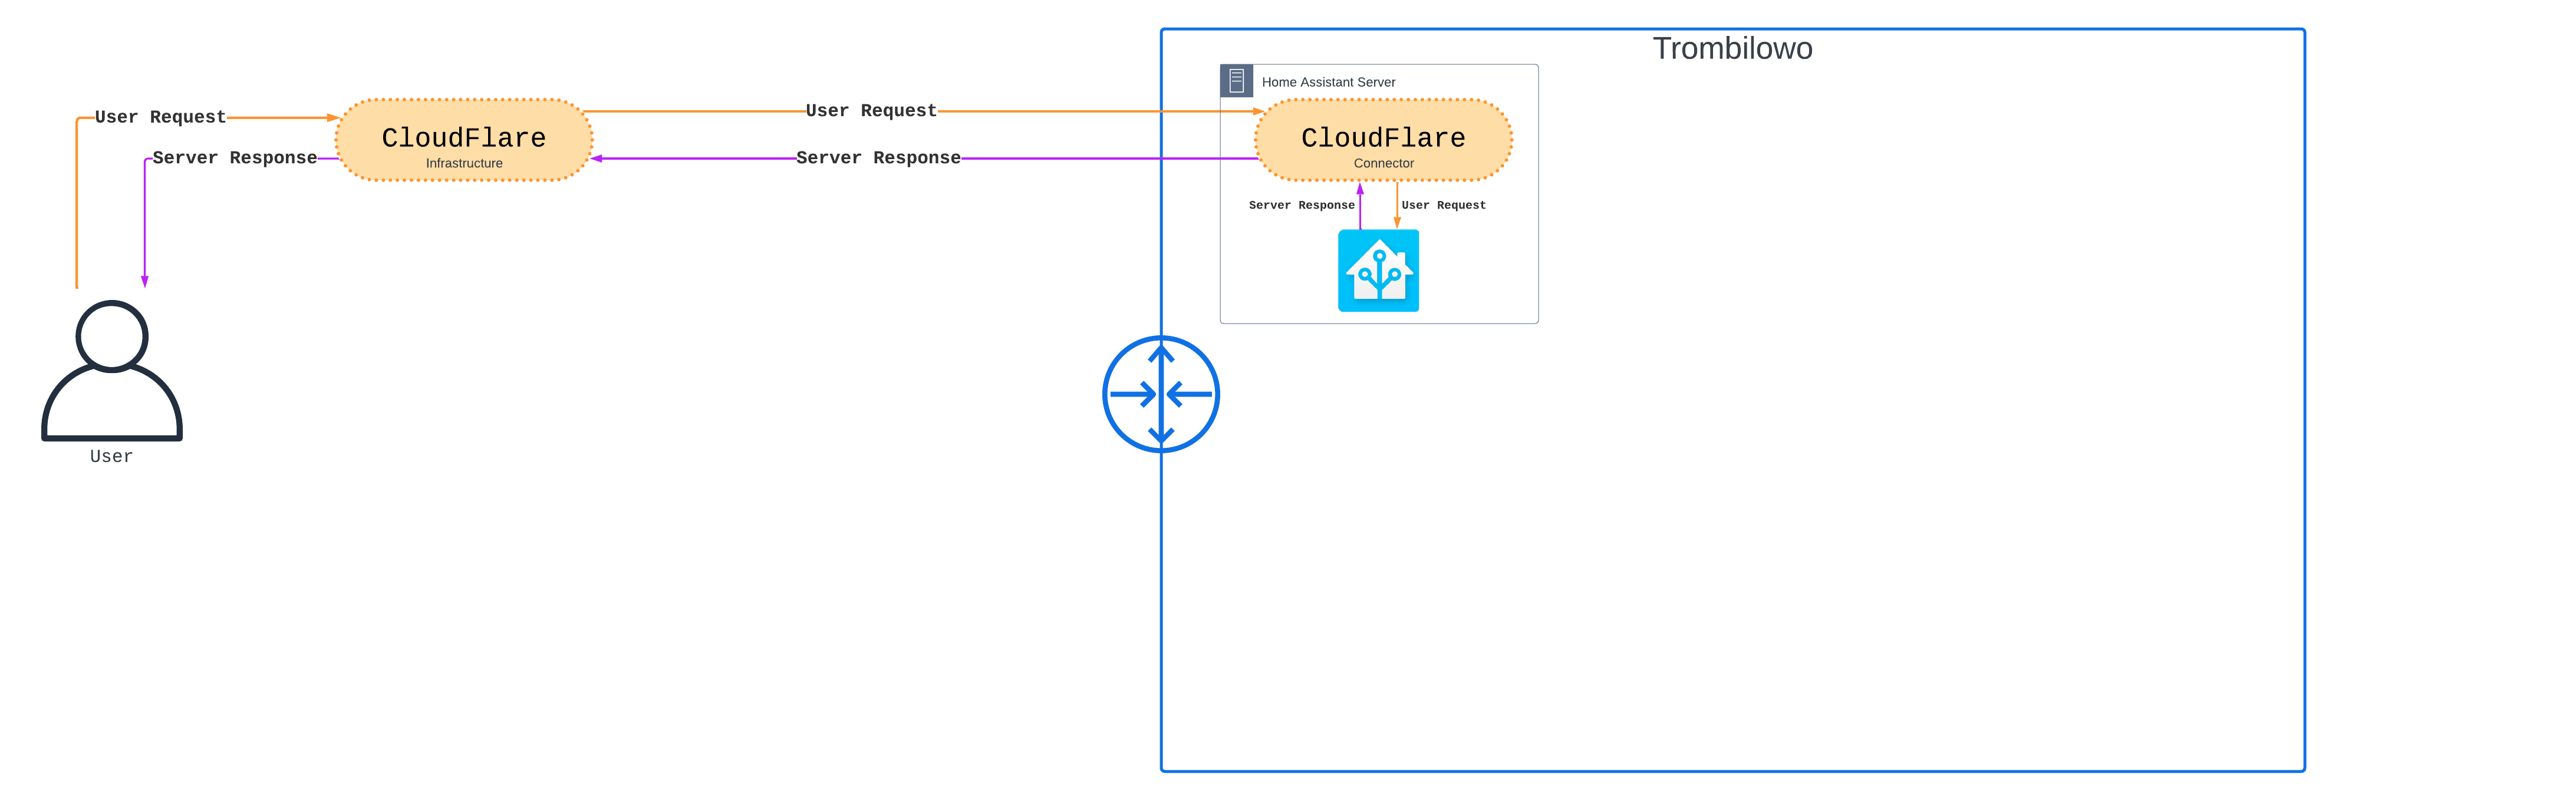 Trombilowo
Home Assistant Server
User Request
User Request
CloudFlare
Infrastructure
CloudFlare
Connector
Server Response
Server Response
Server Response
User Request
User